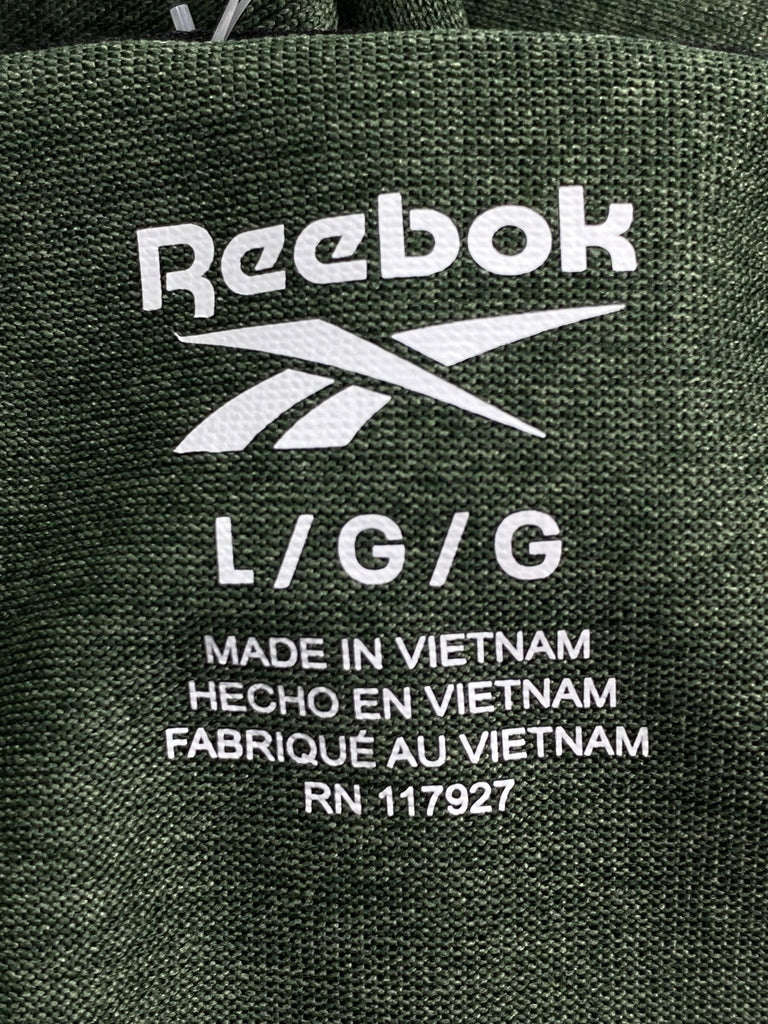 Reebok
L/G/G
MADE IN VIETNAM
HECHO EN VIETNAM
FABRIQUÉ AU VIETNAM
RN 117927